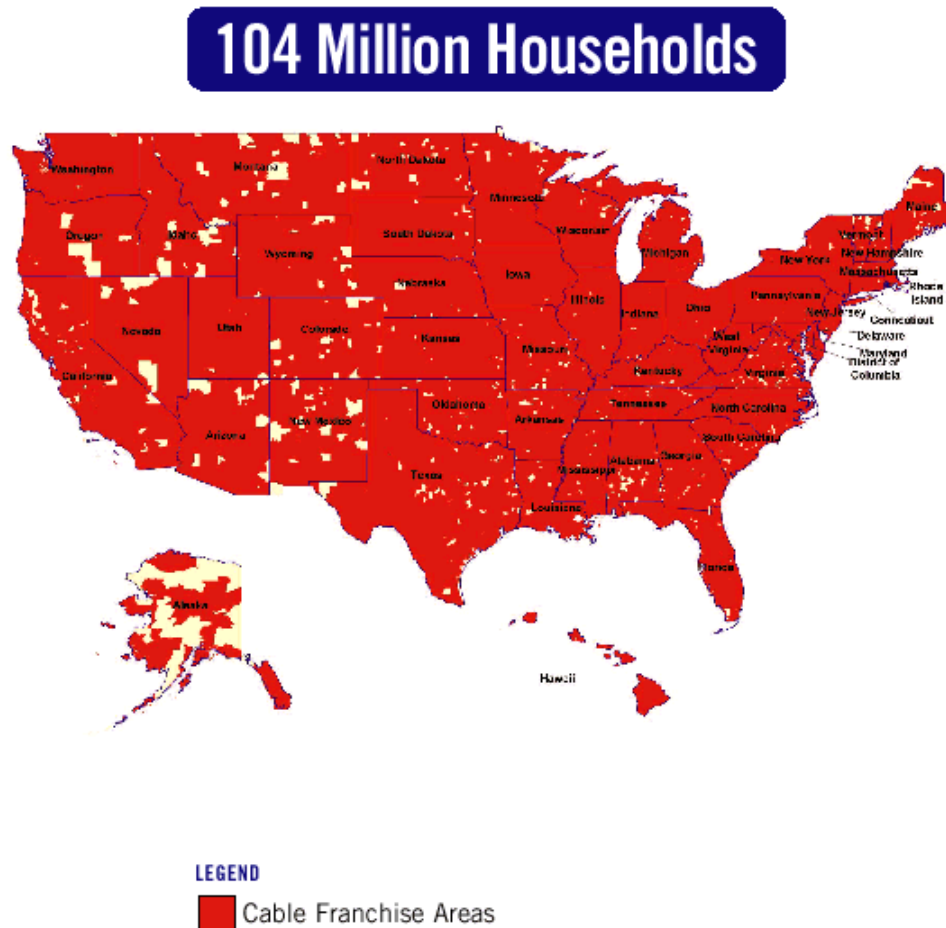 104 Million Households
Washington
Montana
North Dakota
Minnesota
Maine
Oregon
Idaho
Wyoming
South Dakota
Wisconsin
Michigan
Vermont
New York
New Hampshire
Massachusetts
Rhode
Island
Connecticut
Nebraska
Iowa
Illinois
Indiana
Ohio
Pennsylvania
New Jersey
Delaware
Maryland
District of
Columbia
Nevada
Utah
Colorado
Kansas
Missouri
West
Virginia
Virginia
Kentucky
California
Arizona
New Mexico
Oklahoma
Arkansas
Tennessee
North Carolina
South Carolina
Texas
Louisiana
Mississippi
Alabama
Georgia
Florida
Alaska
Hawaii
LEGEND
Cable Franchise Areas